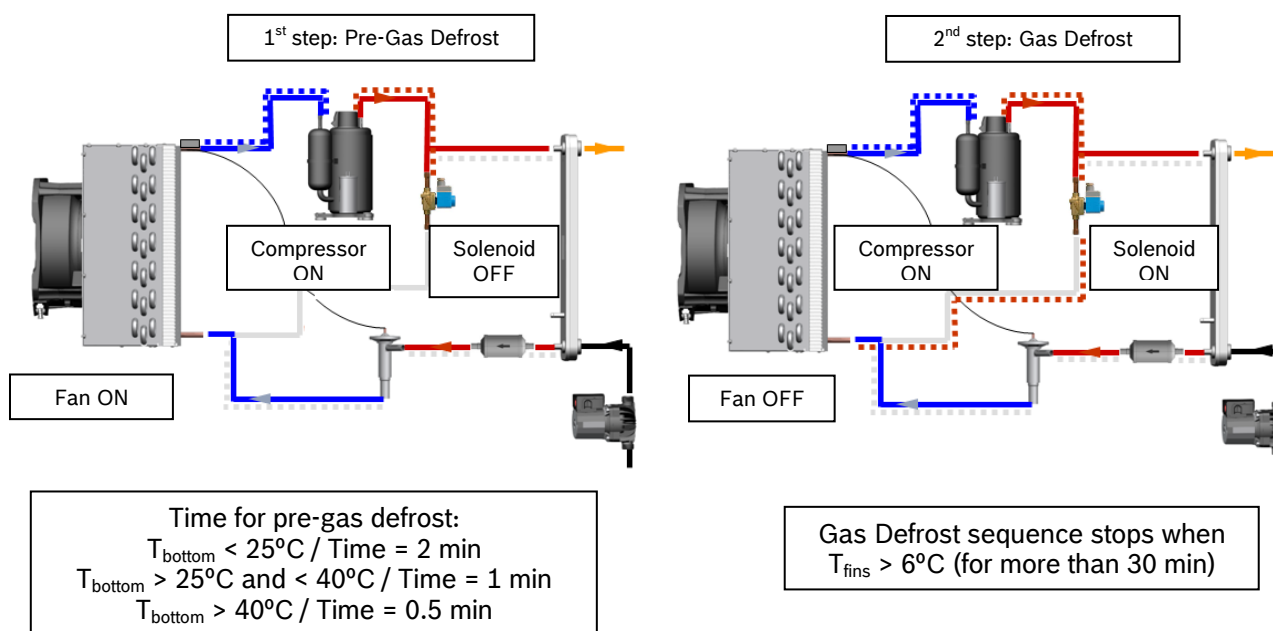 1st step: Pre-Gas Defrost
Compressor
ON
Solenoid
OFF
Fan ON
Time for pre-gas defrost:
Tbottom < 25ºC / Time = 2 min
Tbottom > 25ºC and < 40ºC / Time = 1 min
Tbottom > 40ºC / Time = 0.5 min
2nd step: Gas Defrost
Compressor
ON
Solenoid
ON
Fan OFF
Gas Defrost sequence stops when
Tfins > 6ºC (for more than 30 min)